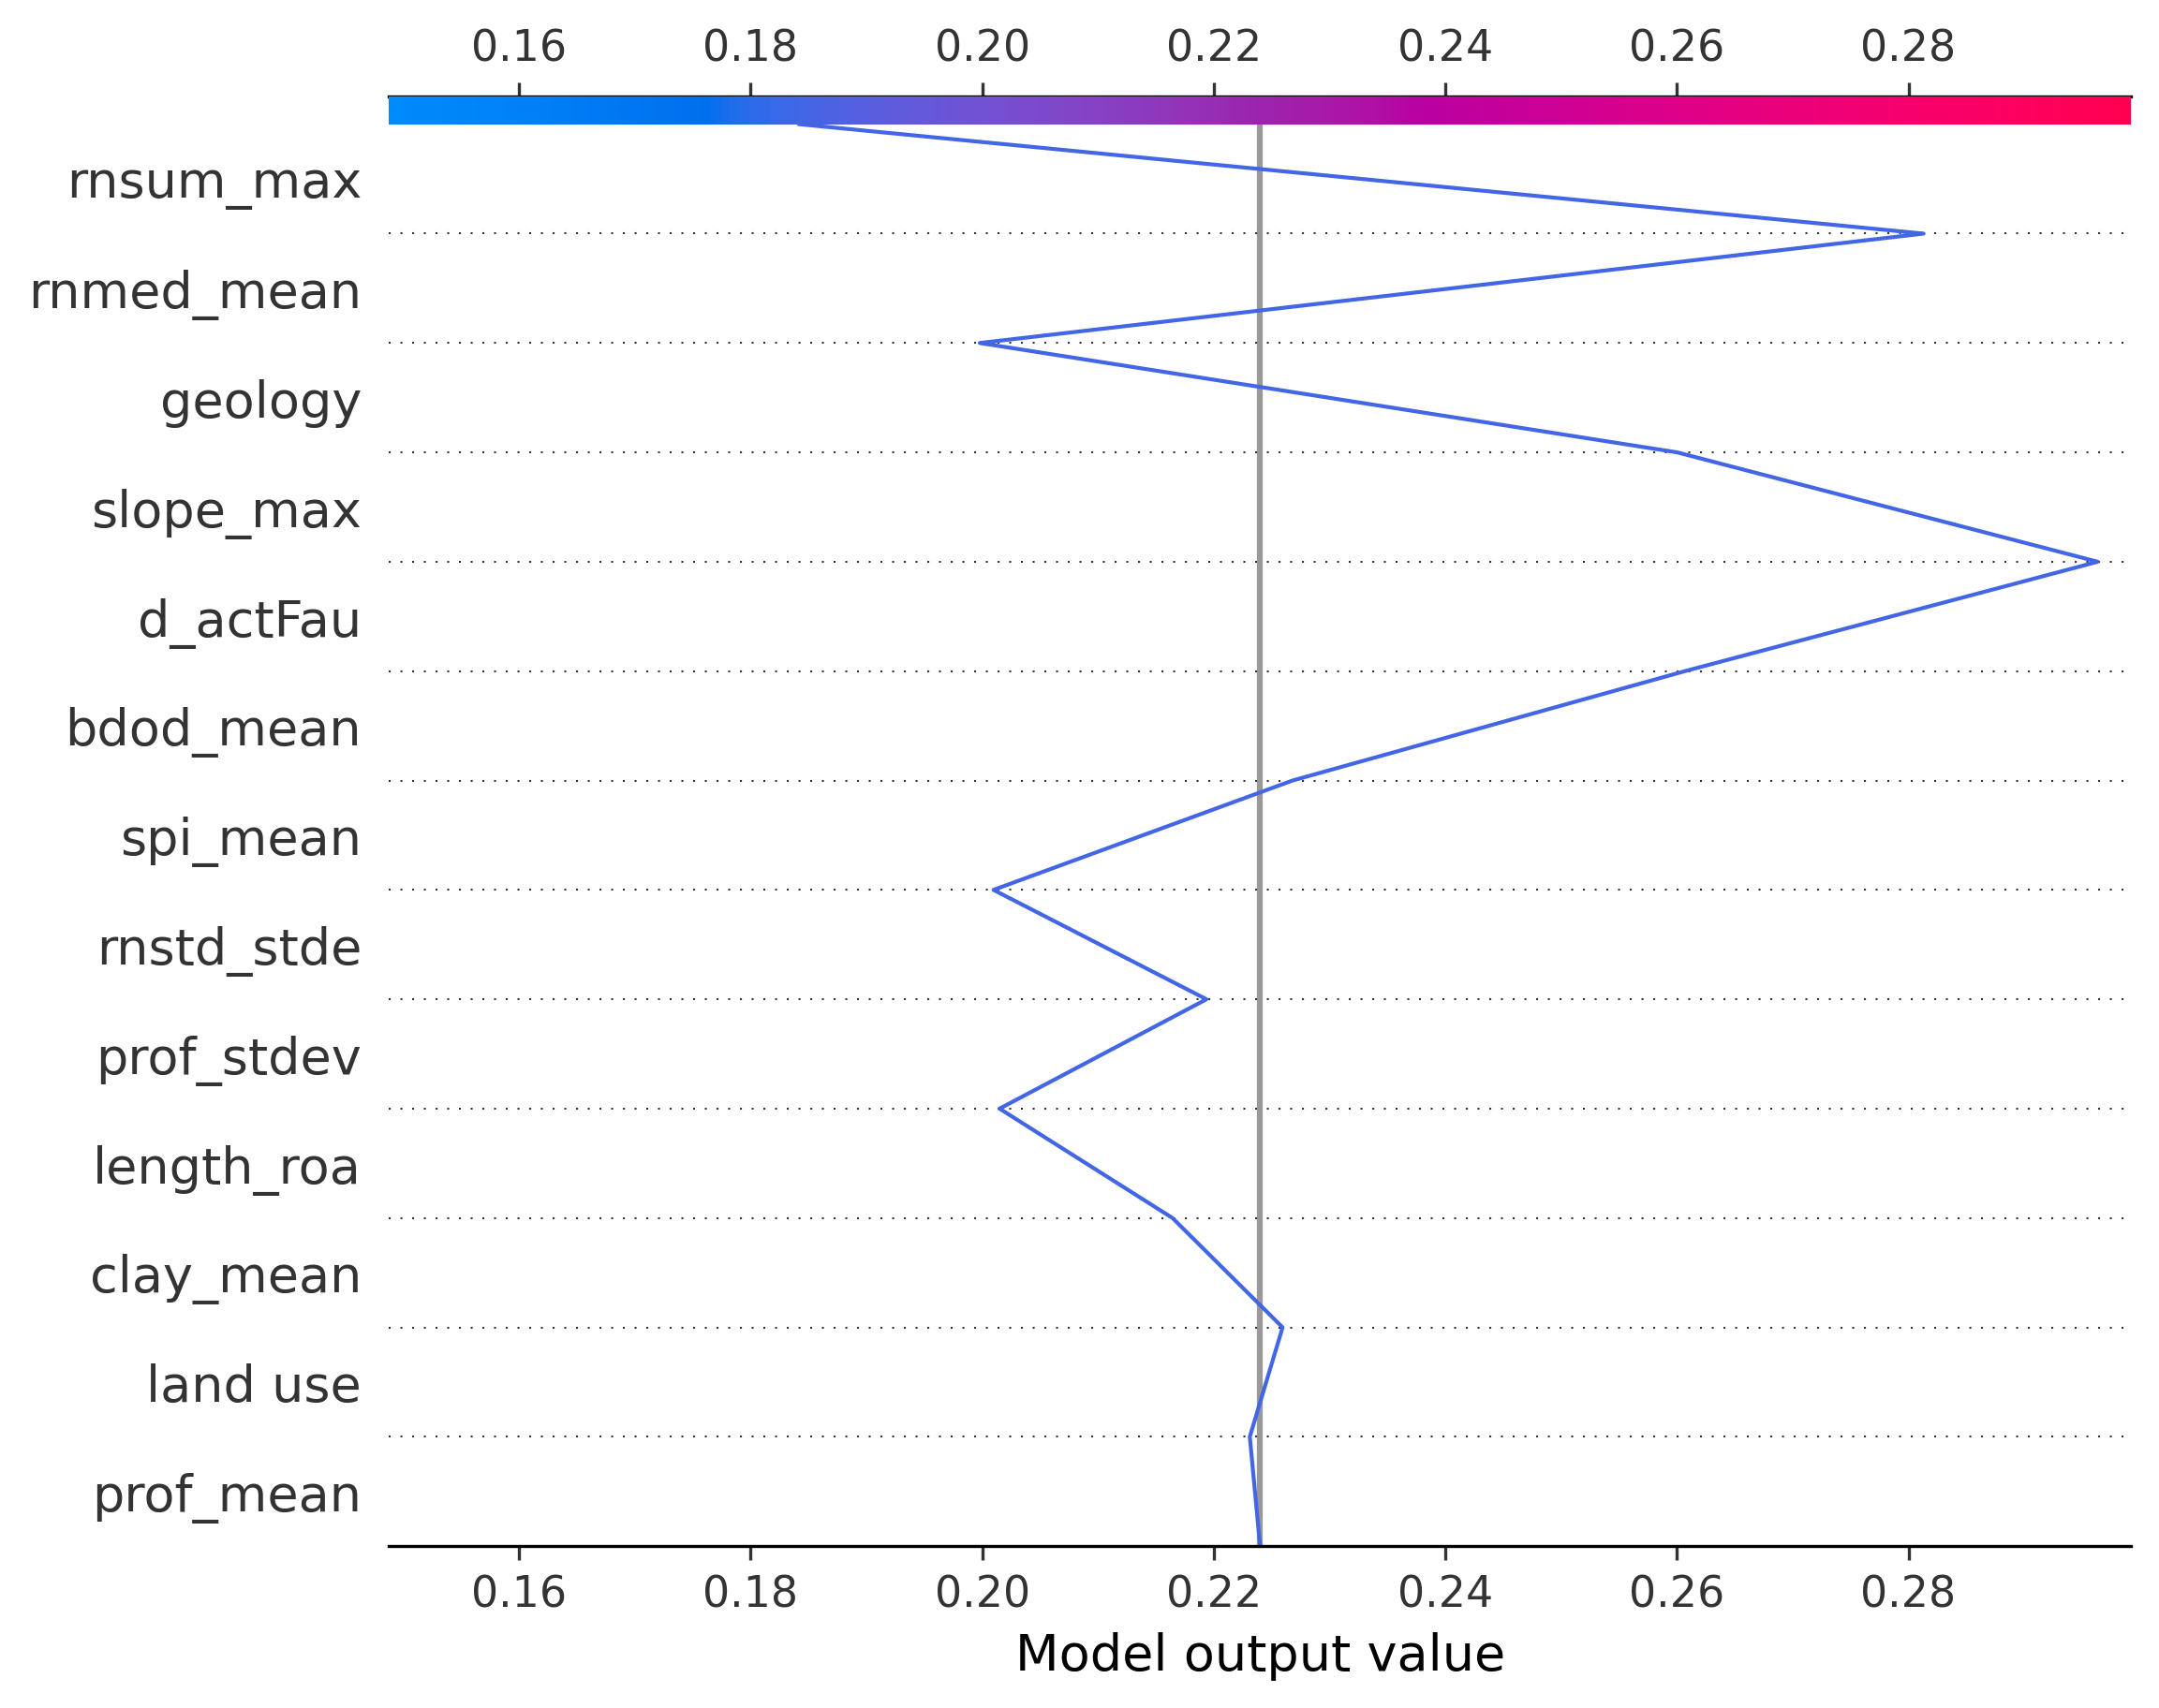 0.16 0.18 0.20 0.22 0.24 0.26 0.28
rnsum_max
rnmed_mean
geology
slope_max
d_actFau
bdod_mean
spi_mean
rnstd_stde
prof_stdev
length_roa
clay_mean
land use
prof_mean
0.16 0.18 0.20 0.22 0.24 0.26 0.28
Model output value